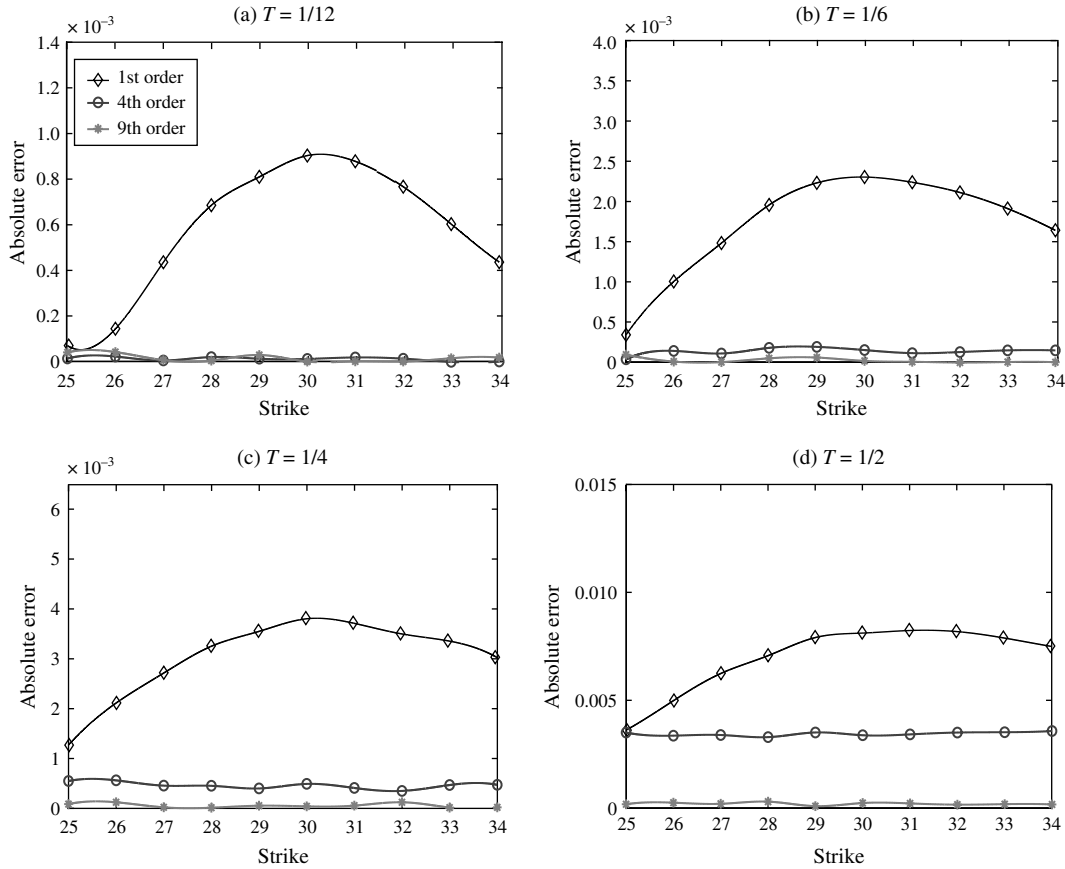 (a) T = 1/12
× 10⁻³
1.4
1.2
1.0
0.8
0.6
0.4
0.2
0
Absolute error
1st order
4th order
9th order
25 26 27 28 29 30 31 32 33 34
Strike
(b) T = 1/6
× 10⁻³
4.0
3.5
3.0
2.5
2.0
1.5
1.0
0.5
0
Absolute error
25 26 27 28 29 30 31 32 33 34
Strike
(c) T = 1/4
× 10⁻³
6
5
4
3
2
1
0
Absolute error
25 26 27 28 29 30 31 32 33 34
Strike
(d) T = 1/2
0.015
0.010
0.005
0
Absolute error
25 26 27 28 29 30 31 32 33 34
Strike